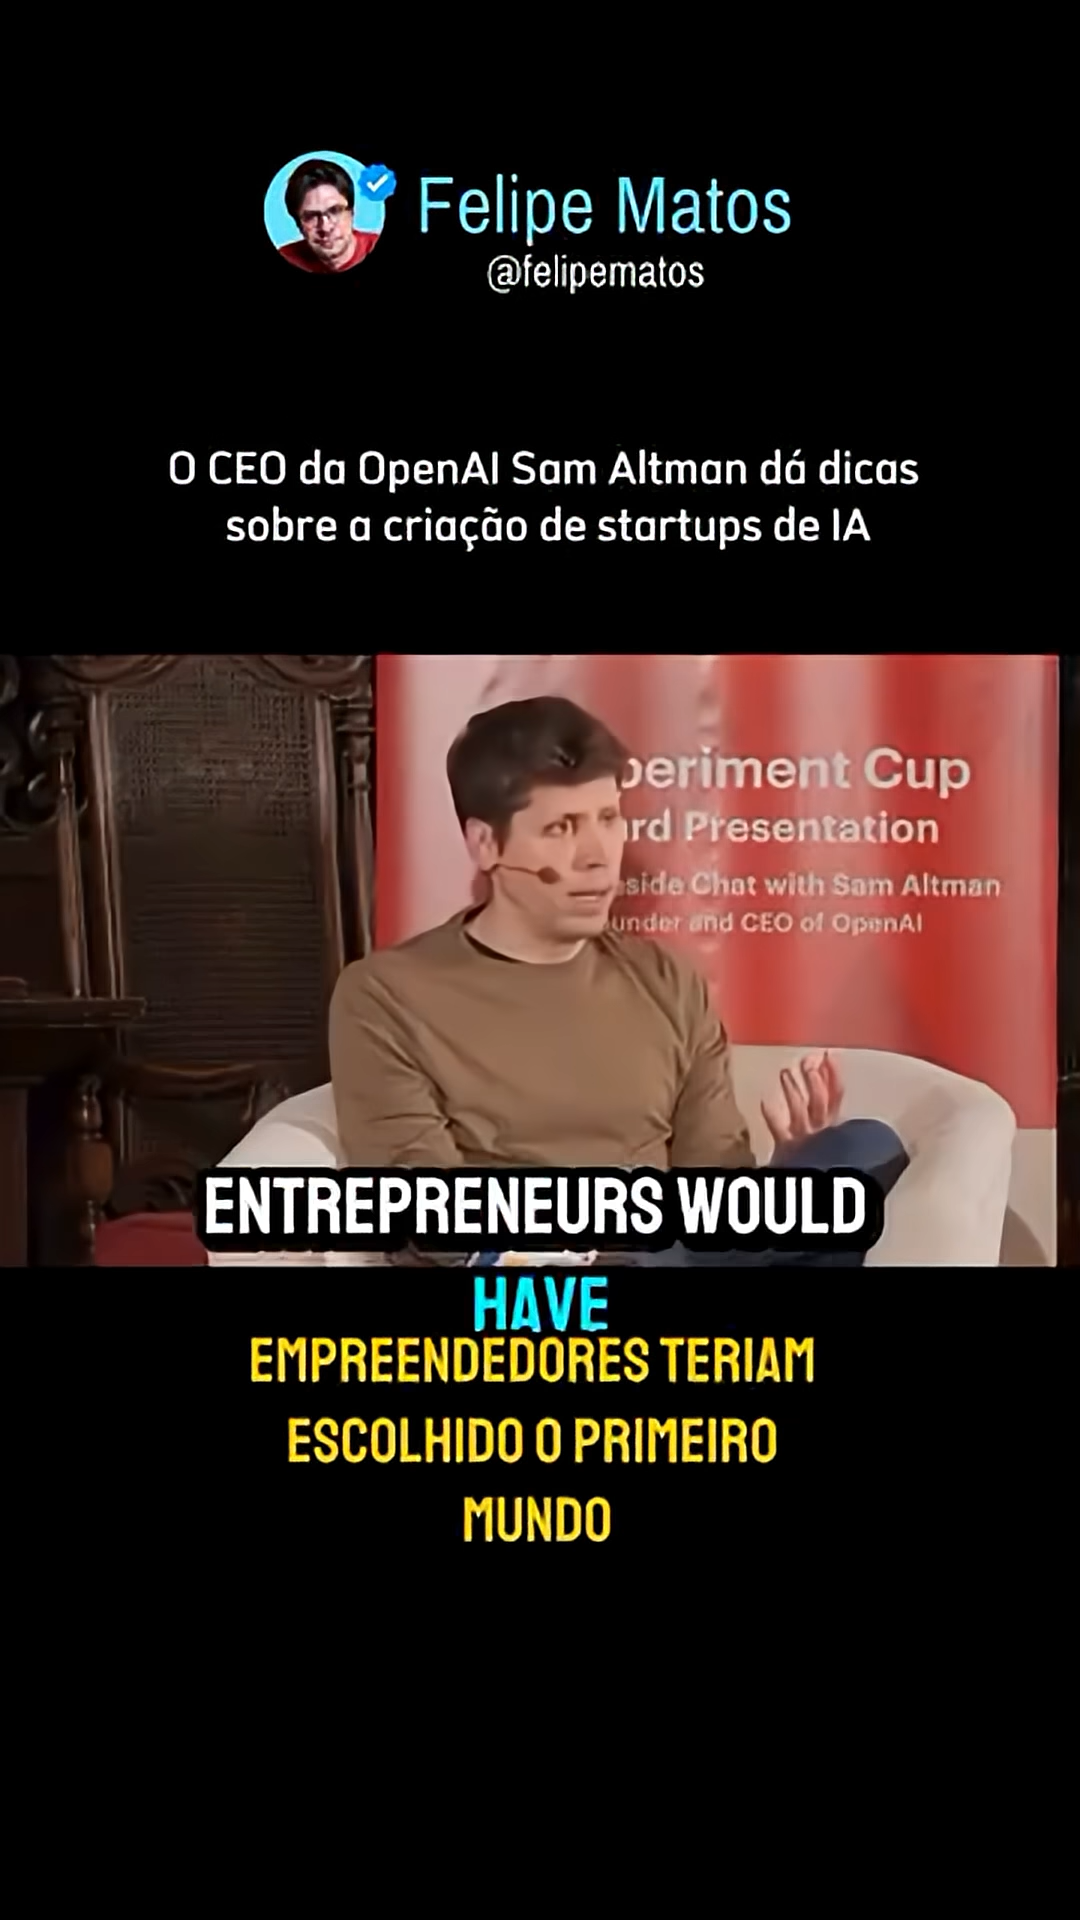 Felipe Matos
@felipematos
O CEO da OpenAI Sam Altman dá dicas
sobre a criação de startups de IA
periment Cup
rd Presentation
side Chat with Sam Altman
under and CEO of OpenAI
ENTREPRENEURS WOULD
HAVE
EMPREENDEDORES TERIAM
ESCOLHIDO O PRIMEIRO
MUNDO